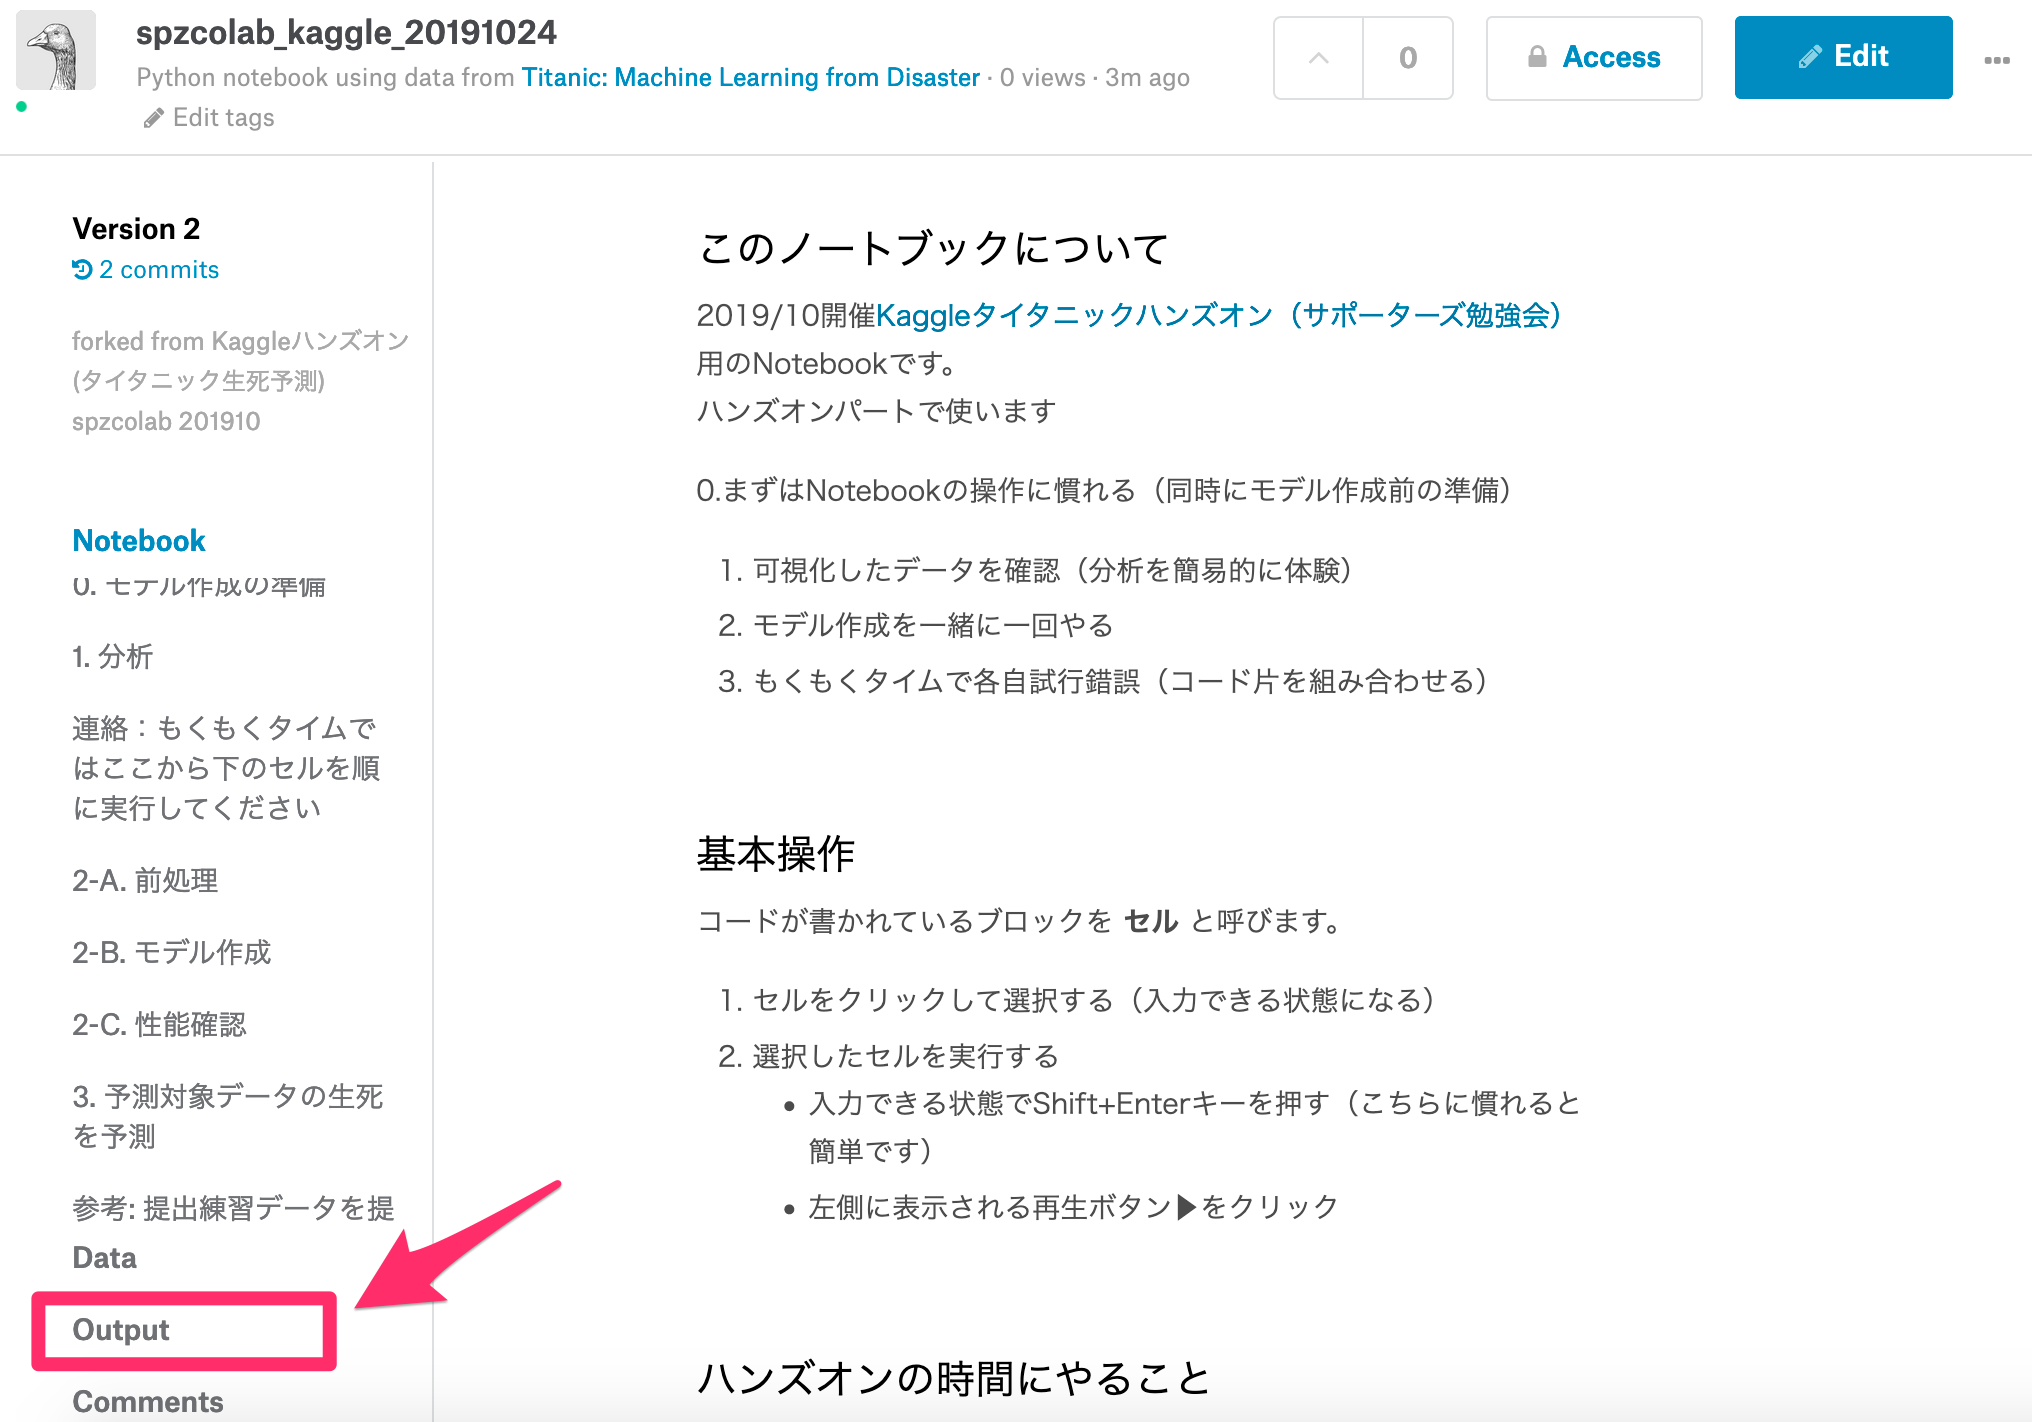 spzcolab_kaggle_20191024
Python notebook using data from Titanic: Machine Learning from Disaster · 0 views · 3m ago
Edit tags
0
Access
Edit
Version 2
2 commits
forked from Kaggleハンズオン
(タイタニック生死予測)
spzcolab 201910
Notebook
0. モデル作成の準備
1. 分析
連絡：もくもくタイムで
はここから下のセルを順
に実行してください
2-A. 前処理
2-B. モデル作成
2-C. 性能確認
3. 予測対象データの生死
を予測
参考: 提出練習データを提
Data
Output
Comments
このノートブックについて
2019/10開催Kaggleタイタニックハンズオン（サポーターズ勉強会）
用のNotebookです。
ハンズオンパートで使います
0.まずはNotebookの操作に慣れる（同時にモデル作成前の準備）
1. 可視化したデータを確認（分析を簡易的に体験）
2. モデル作成を一緒に一回やる
3. もくもくタイムで各自試行錯誤（コード片を組み合わせる）
基本操作
コードが書かれているブロックを セル と呼びます。
1. セルをクリックして選択する（入力できる状態になる）
2. 選択したセルを実行する
• 入力できる状態でShift+Enterキーを押す（こちらに慣れると
簡単です）
• 左側に表示される再生ボタン▶をクリック
ハンズオンの時間にやること